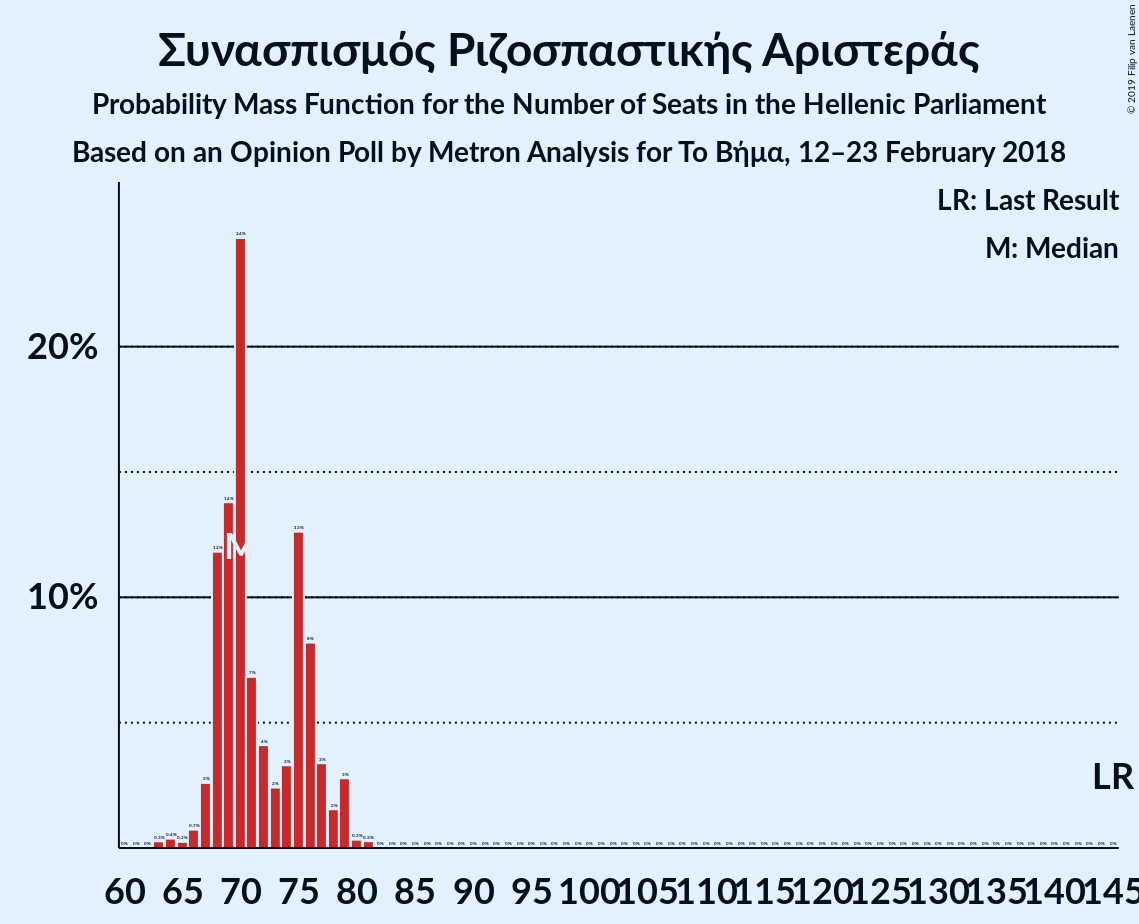 Συνασπισμός Ριζοσπαστικής Αριστεράς
Probability Mass Function for the Number of Seats in the Hellenic Parliament
Based on an Opinion Poll by Metron Analysis for Το Βήμα, 12–23 February 2018
© 2019 Filip van Laenen
LR: Last Result
M: Median
20%
10%
M
LR
60 65 70 75 80 85 90 95 100 105 110 115 120 125 130 135 140 145